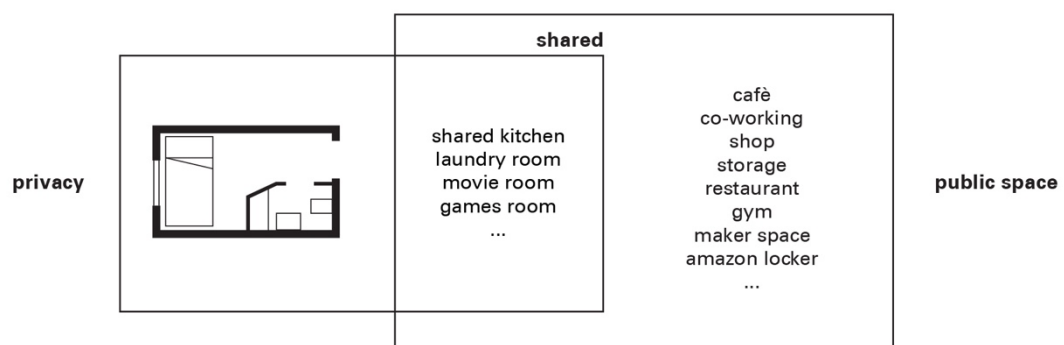 shared
privacy
shared kitchen
laundry room
movie room
games room
...
cafè
co-working
shop
storage
restaurant
gym
maker space
amazon locker
...
public space